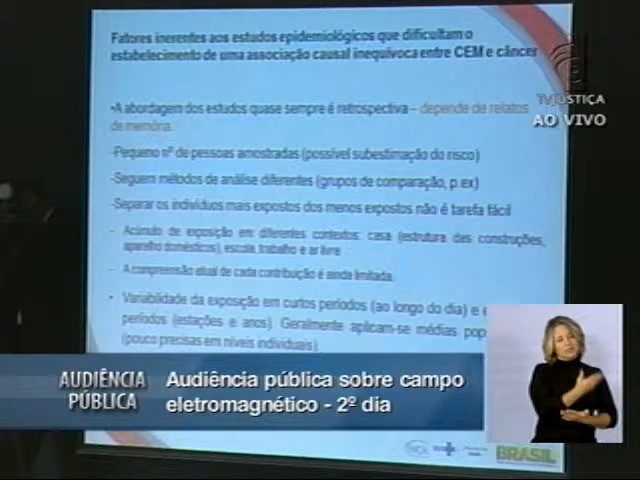 Fatores inerentes aos estudos epidemiológicos que dificultam o
estabelecimento de uma associação causal inequívoca entre CEM e câncer
•A abordagem dos estudos quase sempre é retrospectiva – depende de relatos
de memória.
-Pequeno nº de pessoas amostradas (possível subestimação do risco)
-Seguem métodos de análise diferentes (grupos de comparação, p.ex)
-Separar os indivíduos mais expostos dos menos expostos não é tarefa fácil
- Acúmulo de exposição em diferentes contextos: casa (estrutura das construções,
aparelho domésticos), escola, trabalho e ar livre
- A compreensão atual de cada contribuição é ainda limitada.
• Variabilidade da exposição em curtos períodos (ao longo do dia) e
períodos (estações e anos). Geralmente aplicam-se médias
(pouco precisas em níveis individuais).
TV JUSTIÇA
AO VIVO
AUDIÊNCIA
PÚBLICA
Audiência pública sobre campo
eletromagnético - 2º dia
INCA
SUS
BRASIL